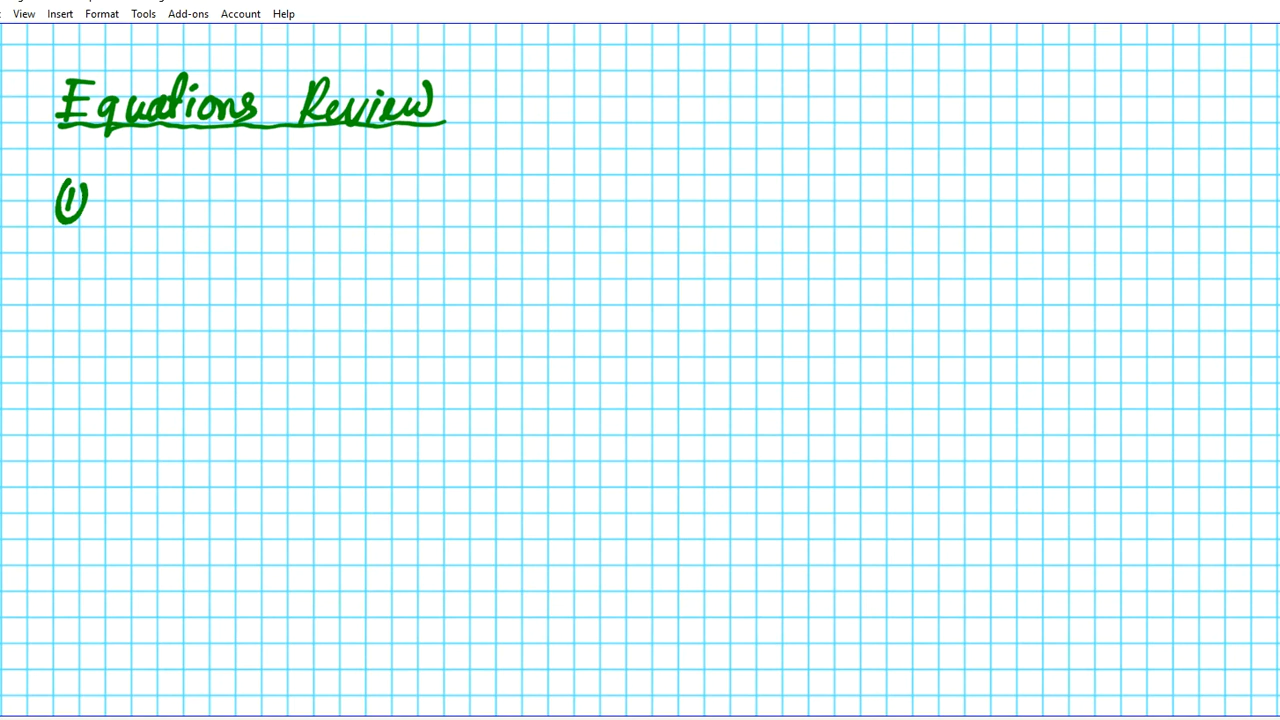 View Insert Format Tools Add-ons Account Help
Equations Review
①